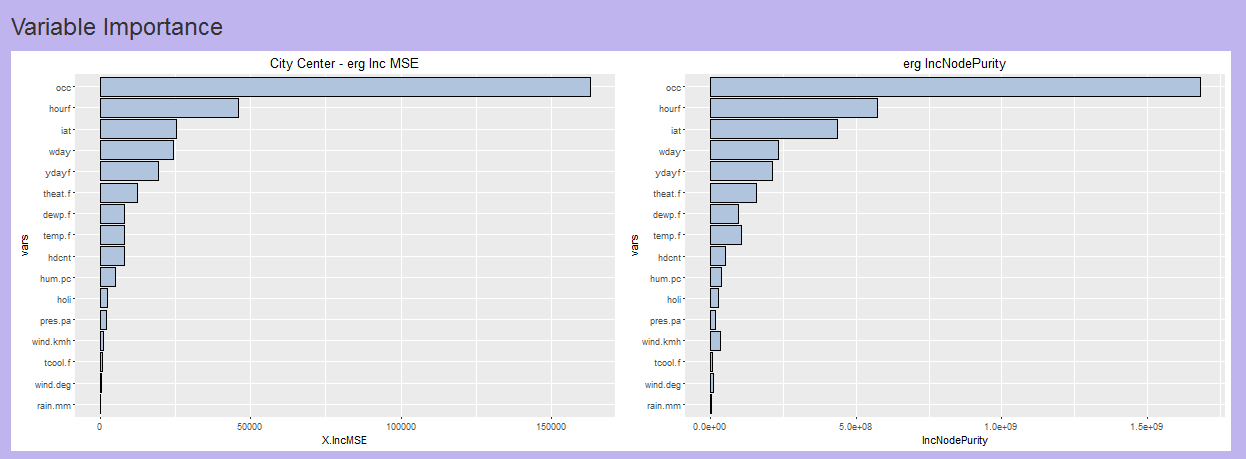 Variable Importance
City Center - erg Inc MSE
occ
hourf
iat
wday
ydayf
theat.f
dewp.f
temp.f
hdcnt
hum.pc
holi
pres.pa
wind.kmh
tcool.f
wind.deg
rain.mm
vars
0
50000
100000
150000
X.IncMSE
erg IncNodePurity
occ
hourf
iat
wday
ydayf
theat.f
dewp.f
temp.f
hdcnt
hum.pc
holi
pres.pa
wind.kmh
tcool.f
wind.deg
rain.mm
vars
0.0e+00
5.0e+08
1.0e+09
1.5e+09
IncNodePurity